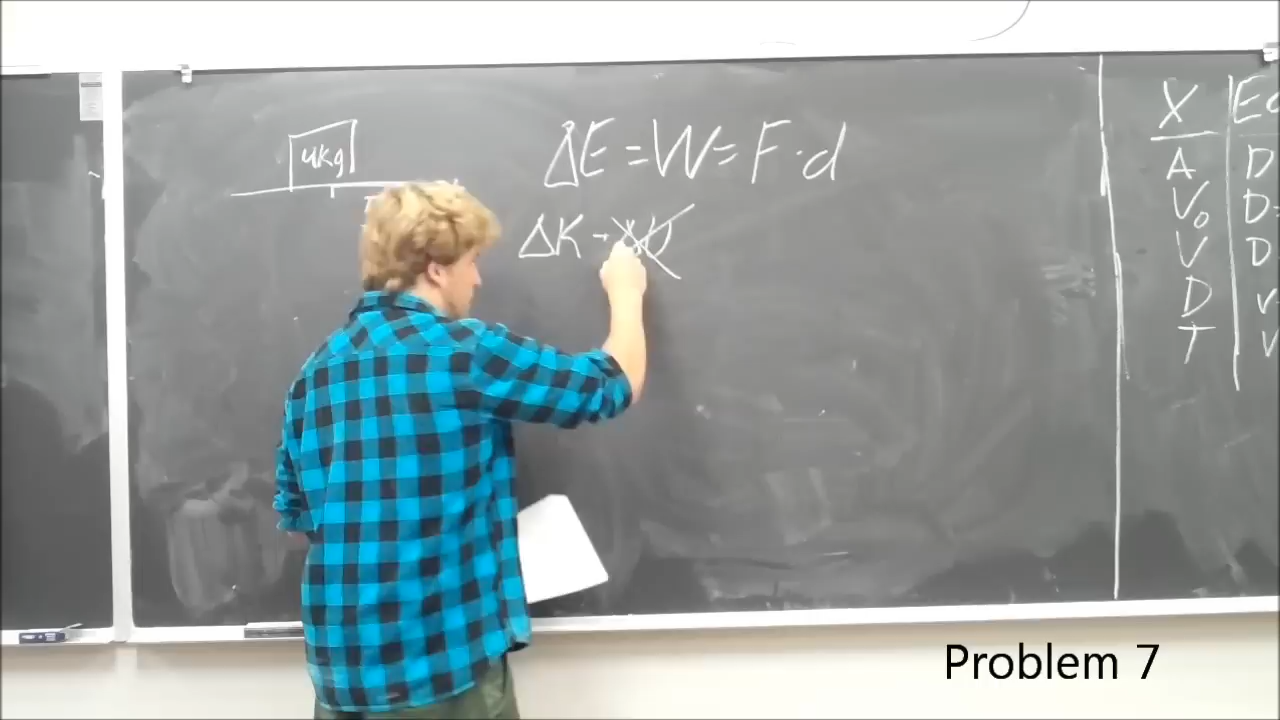 4kg
ΔE = W = F · d
ΔK
X
A
V₀
V
D
T
E
D
D
D
v
v
Problem 7